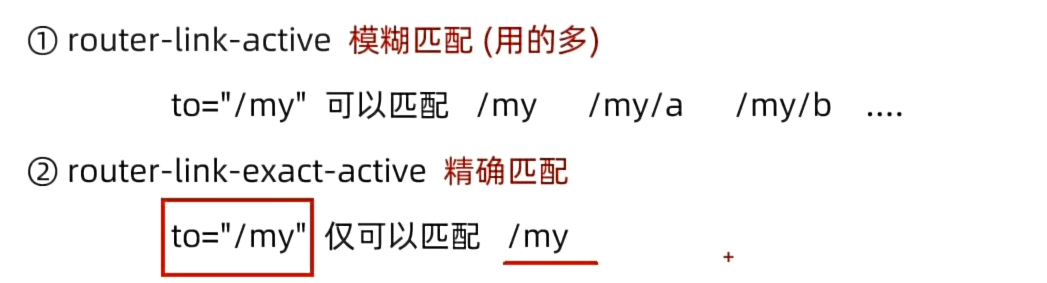 ① router-link-active 模糊匹配 (用的多)
to="/my" 可以匹配 /my /my/a /my/b ....
② router-link-exact-active 精确匹配
to="/my" 仅可以匹配 /my